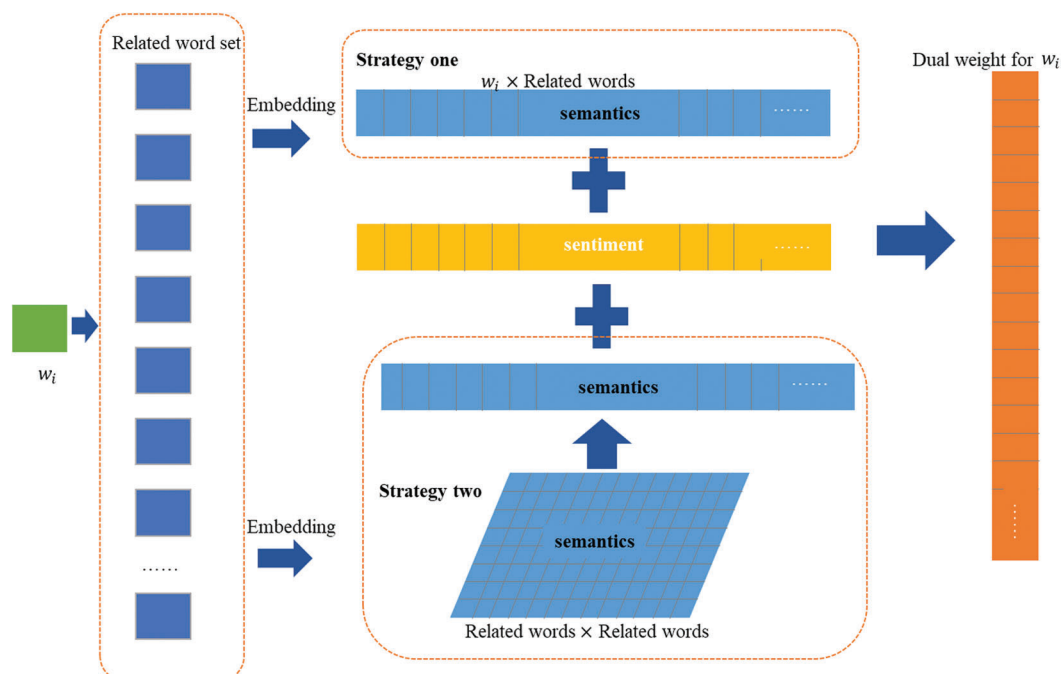 Related word set
Strategy one
Dual weight for wᵢ
wᵢ × Related words
Embedding
semantics
......
sentiment
......
wᵢ
semantics
......
Strategy two
Embedding
semantics
......
......
Related words × Related words